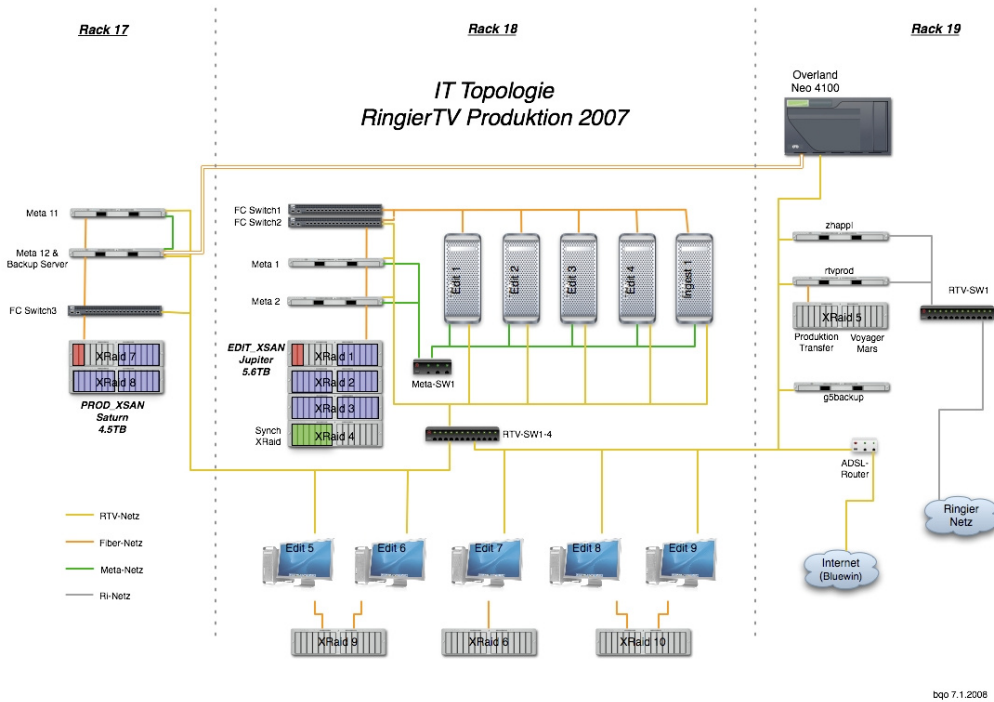 Rack 17
Rack 18
Rack 19
IT Topologie
RingierTV Produktion 2007
Overland
Neo 4100
Meta 11
Meta 12 &
Backup Server
FC Switch3
XRaid 7
XRaid 8
PROD_XSAN
Saturn
4.5TB
FC Switch1
FC Switch2
Meta 1
Meta 2
EDIT_XSAN
Jupiter
5.6TB
XRaid 1
XRaid 2
XRaid 3
XRaid 4
Synch
XRaid
Edit 1
Edit 2
Edit 3
Edit 4
Ingest 1
Meta-SW1
RTV-SW1-4
zhappl
rtvprod
XRaid 5
Produktion
Transfer
Voyager
Mars
g5backup
RTV-SW1
ADSL-
Router
Ringier
Netz
Internet
(Bluewin)
RTV-Netz
Fiber-Netz
Meta-Netz
Ri-Netz
Edit 5
Edit 6
Edit 7
Edit 8
Edit 9
XRaid 9
XRaid 6
XRaid 10
bqo 7.1.2008